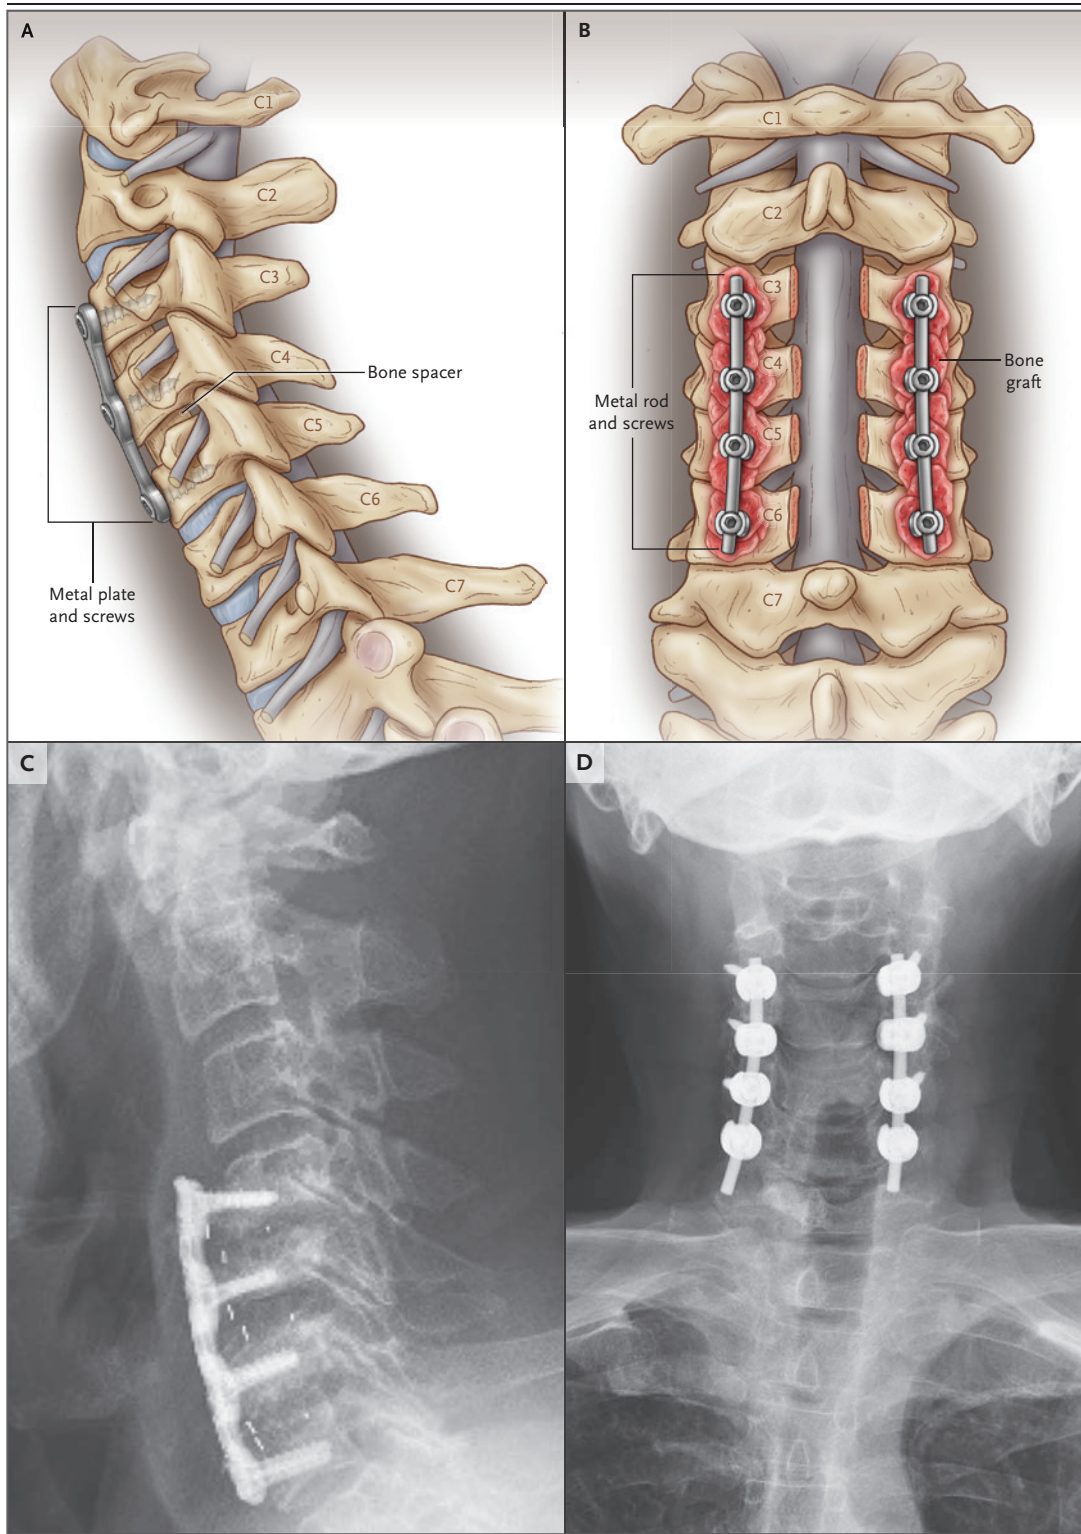 A
C1
C2
C3
C4
Bone spacer
C5
C6
C7
Metal plate
and screws
B
C1
C2
C3
C4
Bone
graft
Metal rod
and screws
C5
C6
C7
C
D